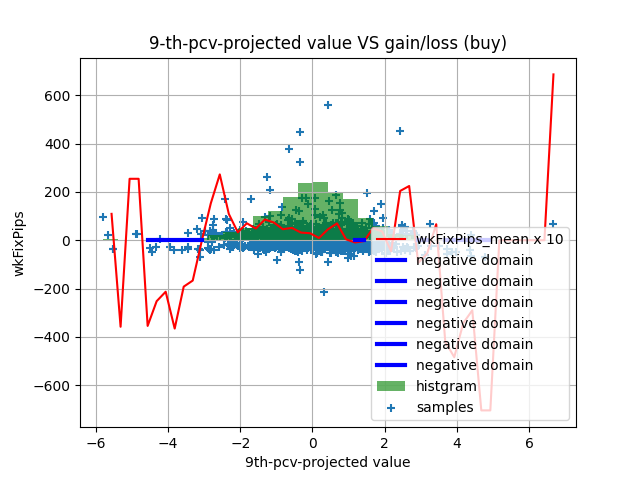 9-th-pcv-projected value VS gain/loss (buy)
wkFixPips
600
400
200
0
−200
−400
−600
−6
−4
−2
0
2
4
6
9th-pcv-projected value
wkFixPips_mean x 10
negative domain
negative domain
negative domain
negative domain
negative domain
negative domain
histgram
samples